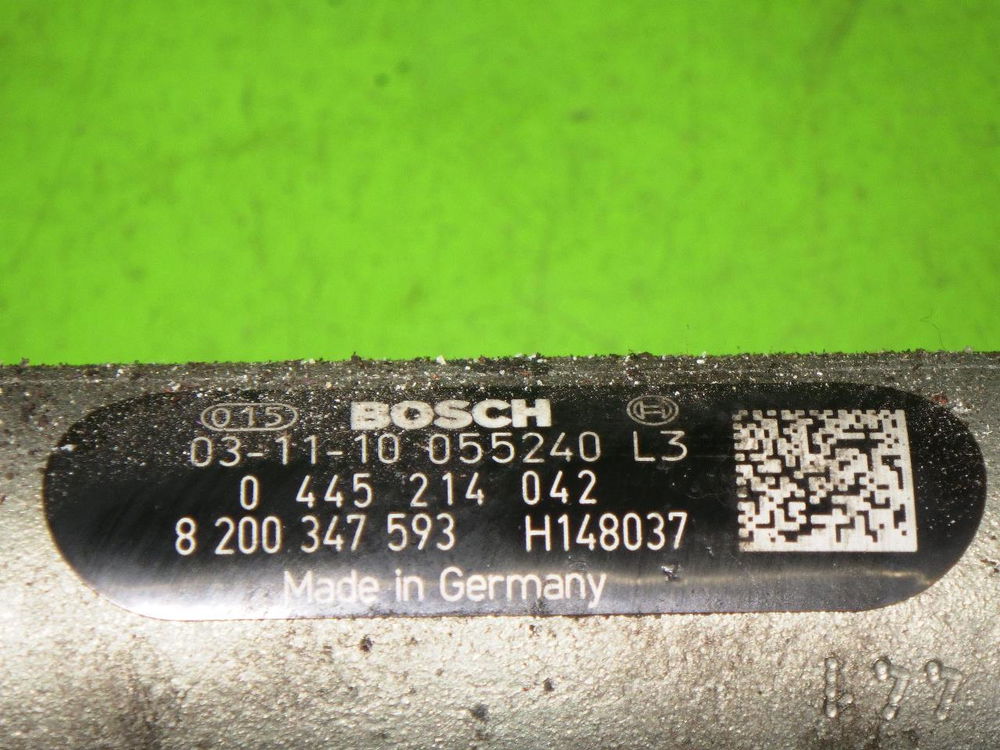 015 BOSCH
03-11-10 055240 L3
0 445 214 042
8 200 347 593 H148037
Made in Germany
177